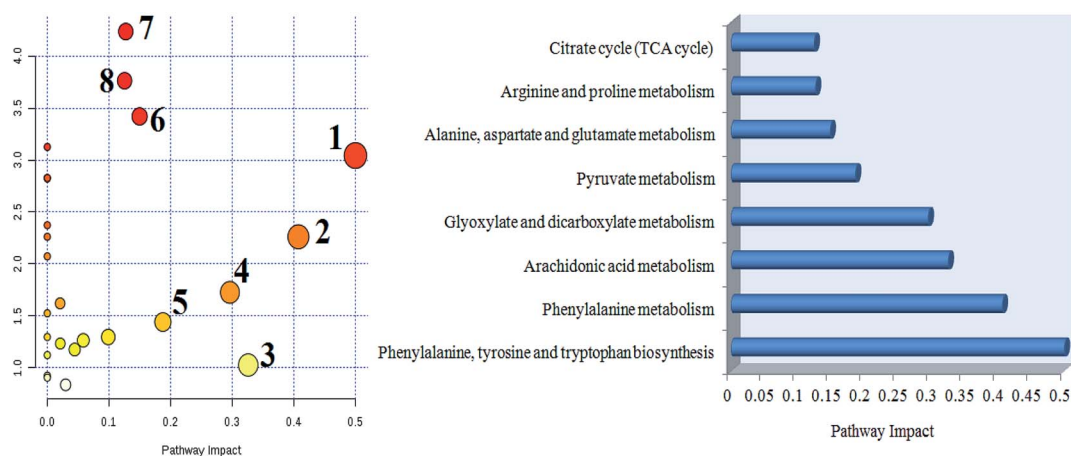 4.0
3.5
3.0
2.5
2.0
1.5
1.0
7
8
6
1
2
4
5
3
0.0 0.1 0.2 0.3 0.4 0.5
Pathway Impact
Citrate cycle (TCA cycle)
Arginine and proline metabolism
Alanine, aspartate and glutamate metabolism
Pyruvate metabolism
Glyoxylate and dicarboxylate metabolism
Arachidonic acid metabolism
Phenylalanine metabolism
Phenylalanine, tyrosine and tryptophan biosynthesis
0 0.05 0.1 0.15 0.2 0.25 0.3 0.35 0.4 0.45 0.5
Pathway Impact